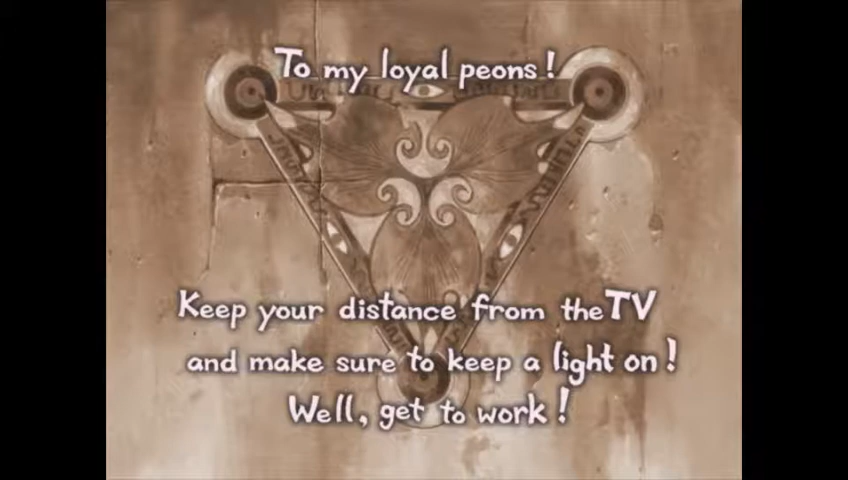 To my loyal peons!
Keep your distance from the TV
and make sure to keep a light on!
Well, get to work!